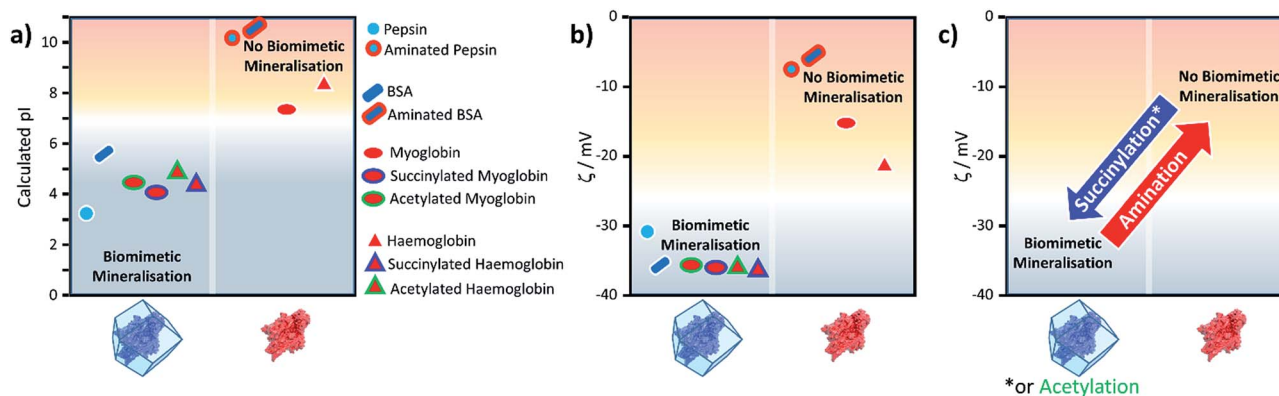 a)
Calculated pI
11
10
8
6
4
2
0
No Biomimetic
Mineralisation
Biomimetic
Mineralisation
Pepsin
Aminated Pepsin
BSA
Aminated BSA
Myoglobin
Succinylated Myoglobin
Acetylated Myoglobin
Haemoglobin
Succinylated Haemoglobin
Acetylated Haemoglobin
b)
ζ / mV
0
-10
-20
-30
-40
No Biomimetic
Mineralisation
Biomimetic
Mineralisation
c)
ζ / mV
0
-10
-20
-30
-40
No Biomimetic
Mineralisation
Succinylation*
Amination
Biomimetic
Mineralisation
*or Acetylation